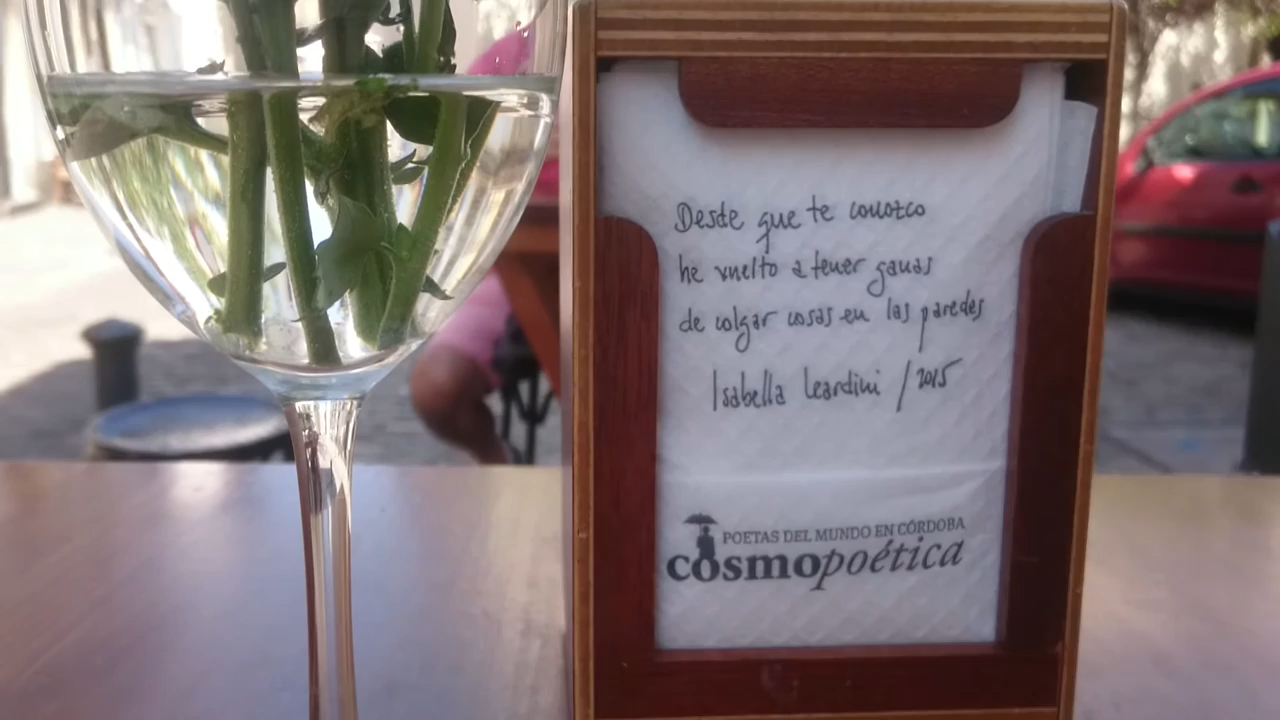 Desde que te conozco
he vuelto a tener ganas
de colgar cosas en las paredes
Isabella Leardini / 2015
POETAS DEL MUNDO EN CÓRDOBA
cosmopoética